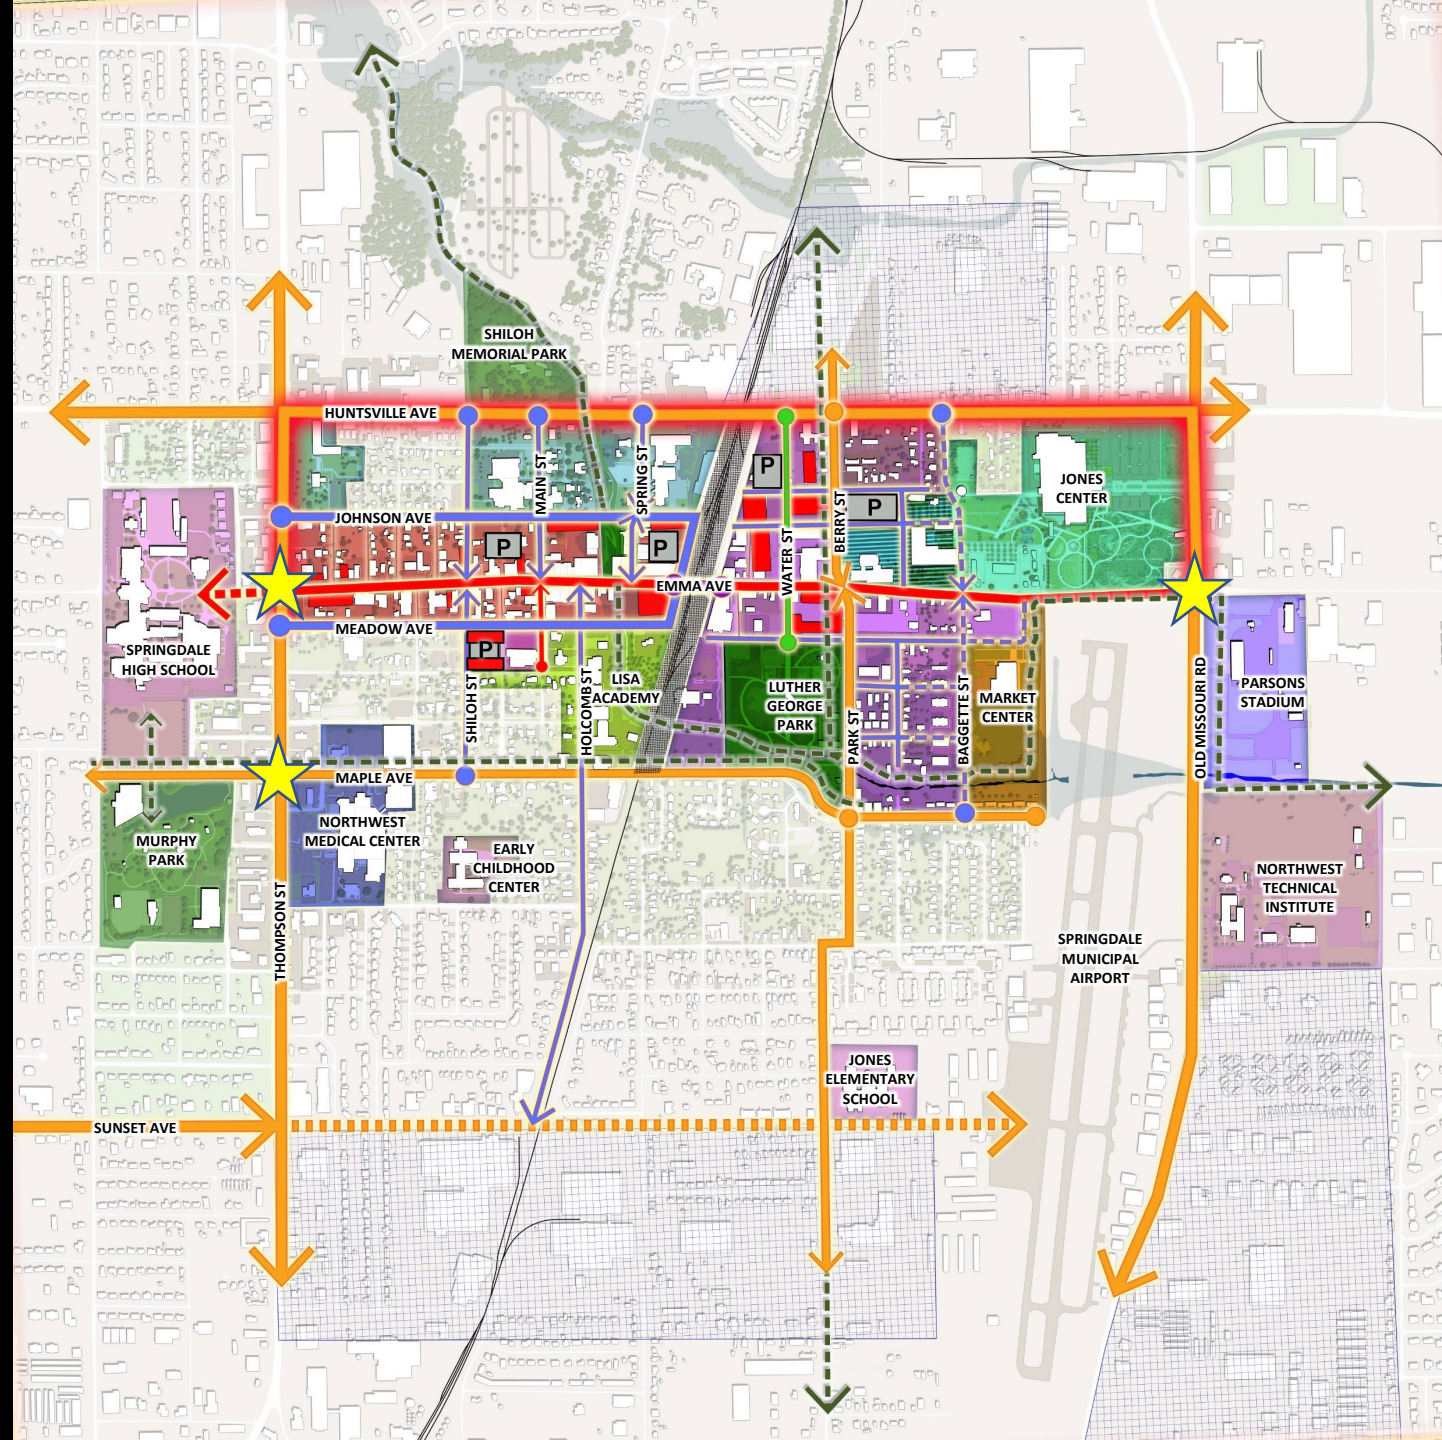 SHILOH
MEMORIAL PARK
HUNTSVILLE AVE
MAIN ST
SPRING ST
P
JONES
CENTER
BERRY ST
P
JOHNSON AVE
P
P
WATER ST
EMMA AVE
MEADOW AVE
SPRINGDALE
HIGH SCHOOL
P
SHILOH ST
HOLCOMB ST
LISA
ACADEMY
LUTHER
GEORGE
PARK
PARK ST
BAGGETTE ST
MARKET
CENTER
OLD MISSOURI RD
PARSONS
STADIUM
MAPLE AVE
NORTHWEST
MEDICAL CENTER
MURPHY
PARK
EARLY
CHILDHOOD
CENTER
THOMPSON ST
NORTHWEST
TECHNICAL
INSTITUTE
SPRINGDALE
MUNICIPAL
AIRPORT
JONES
ELEMENTARY
SCHOOL
SUNSET AVE